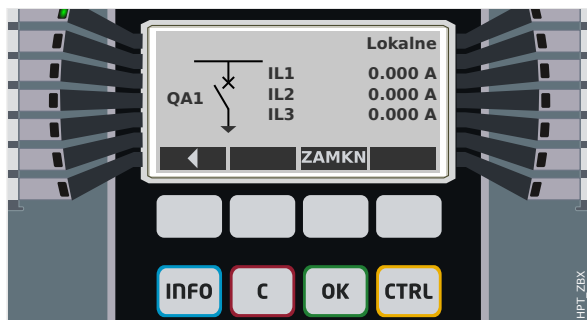 Lokalne
IL1 0.000 A
QA1 IL2 0.000 A
IL3 0.000 A
ZAMKN
INFO C OK CTRL
HPT_ZBX